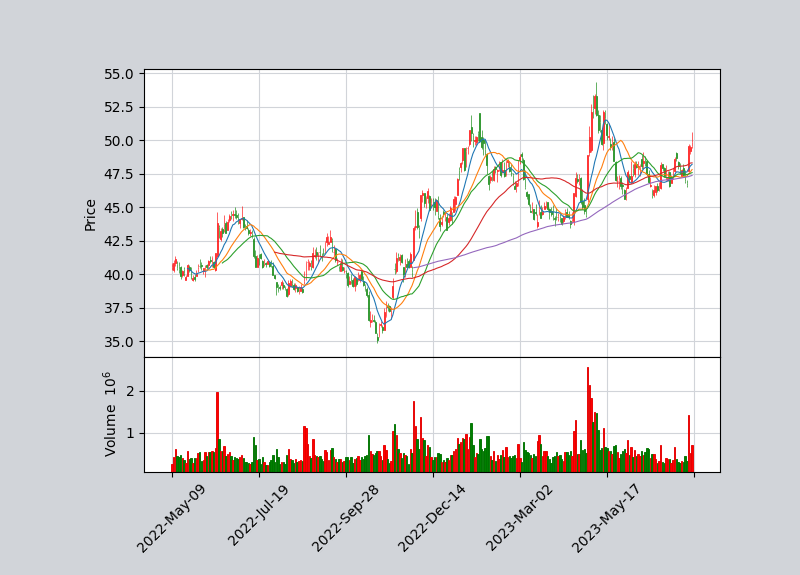 55.0
52.5
50.0
47.5
45.0
42.5
40.0
37.5
35.0
Price
2
1
Volume 10⁶
2022-May-09
2022-Jul-19
2022-Sep-28
2022-Dec-14
2023-Mar-02
2023-May-17